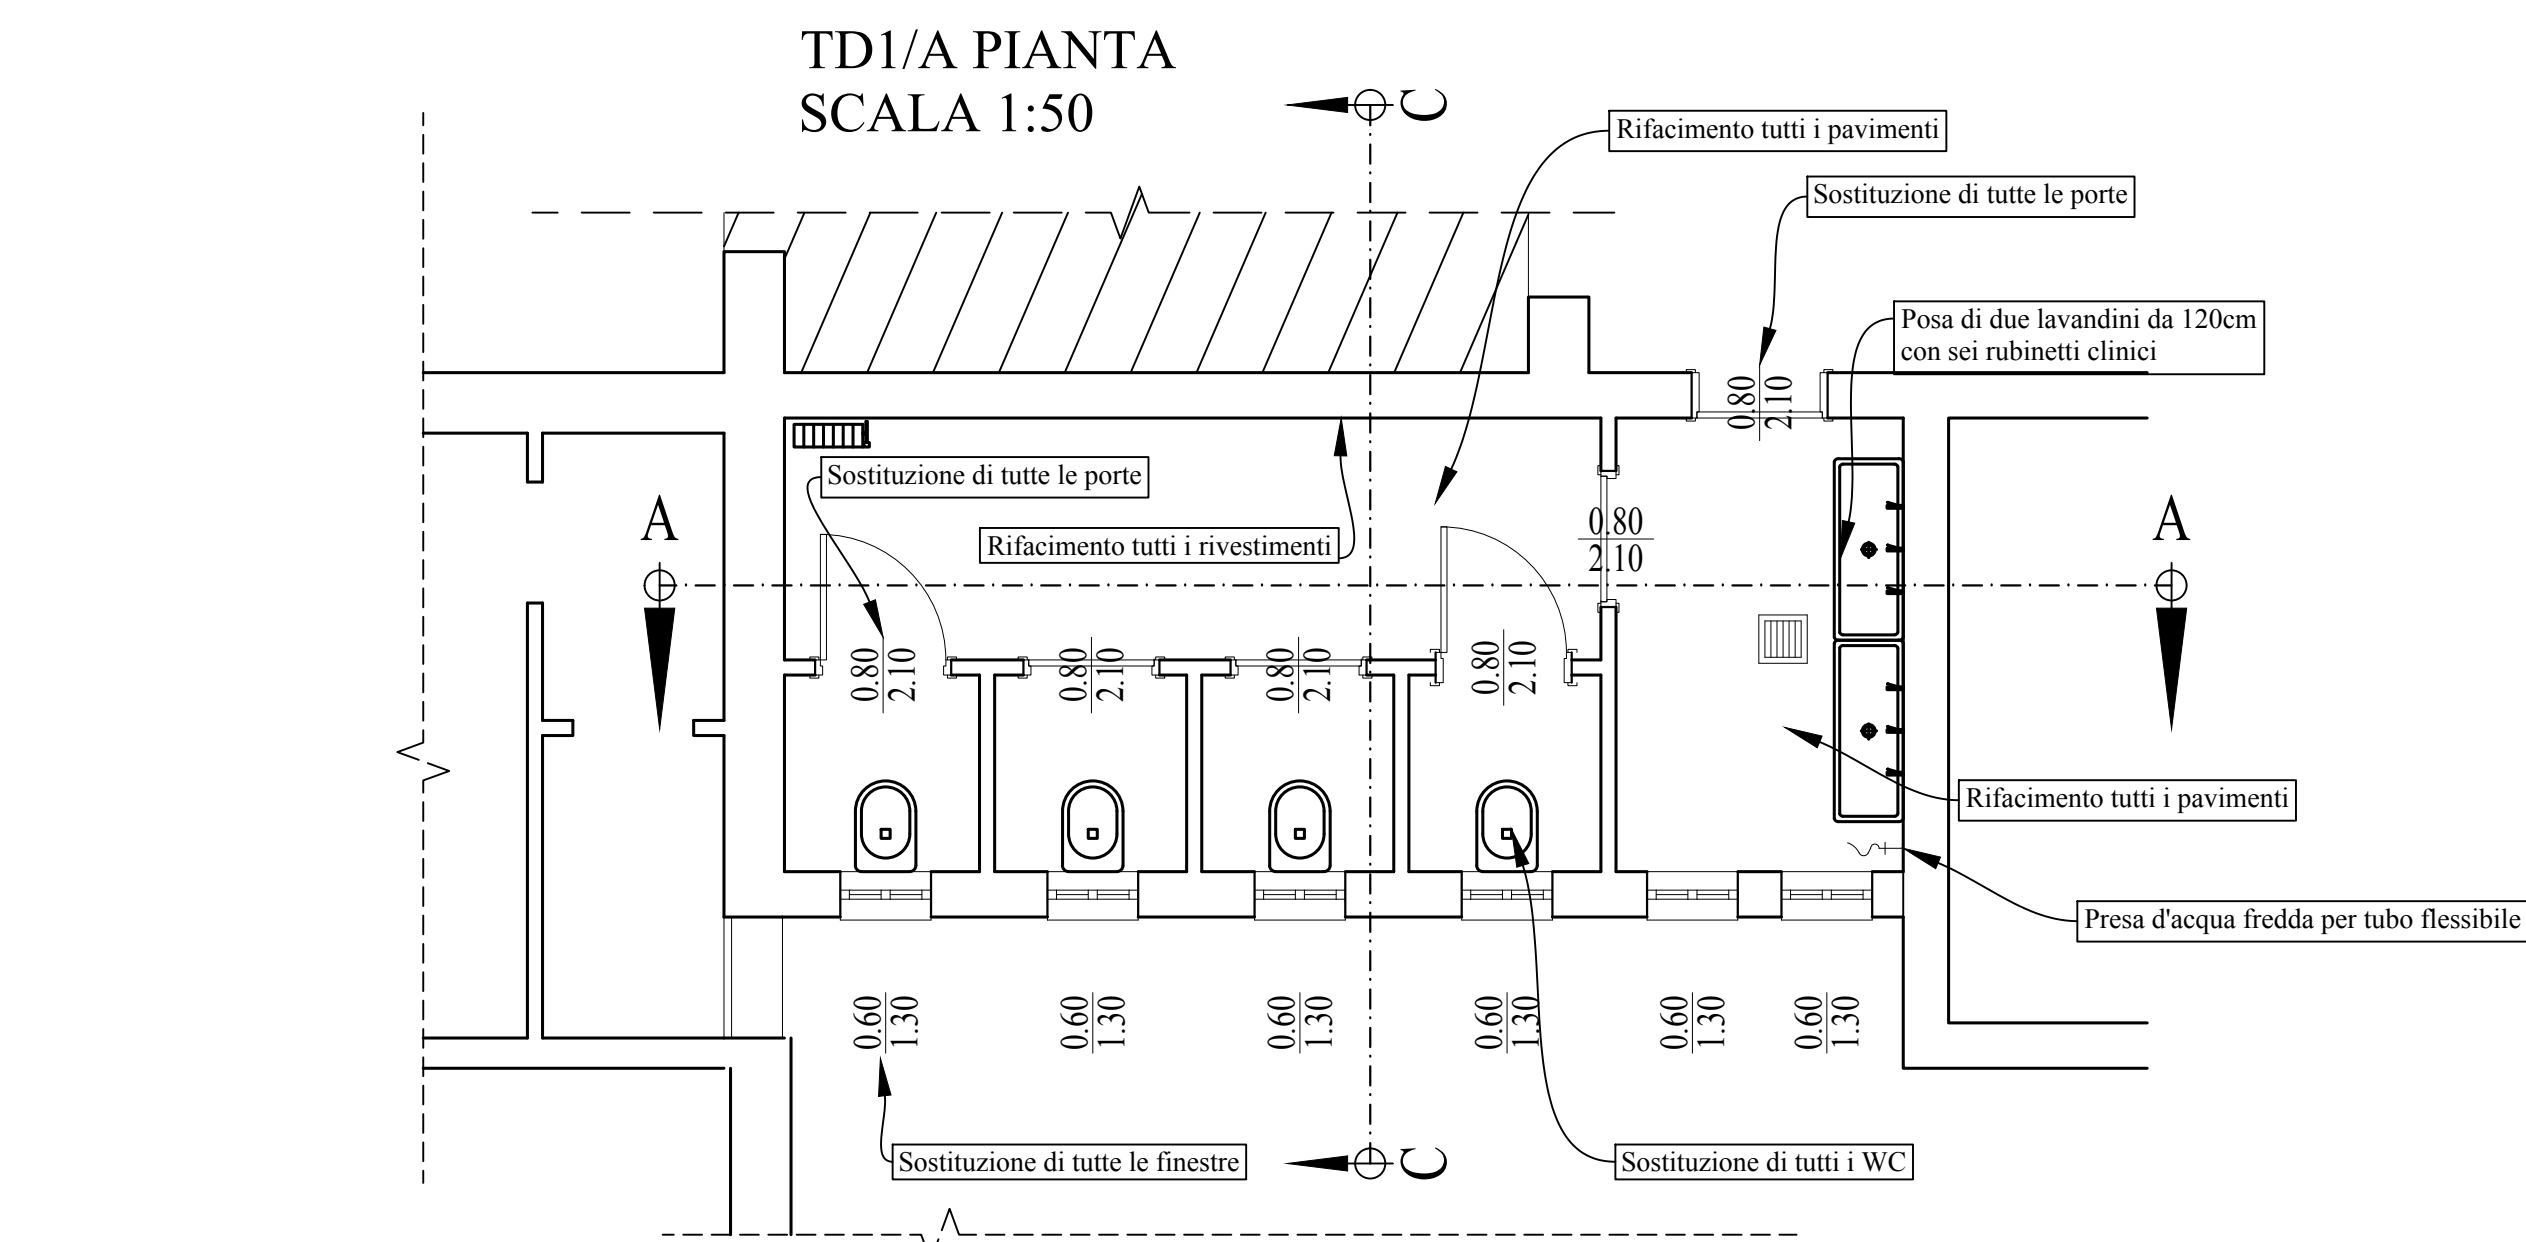 TD1/A PIANTA
SCALA 1:50
C
Rifacimento tutti i pavimenti
Sostituzione di tutte le porte
Posa di due lavandini da 120cm
con sei rubinetti clinici
0.80
2.10
Sostituzione di tutte le porte
A
Rifacimento tutti i rivestimenti
0.80
2.10
A
0.80
2.10
0.80
2.10
0.80
2.10
0.80
2.10
Rifacimento tutti i pavimenti
Presa d'acqua fredda per tubo flessibile
0.60
1.30
0.60
1.30
0.60
1.30
0.60
1.30
0.60
1.30
0.60
1.30
Sostituzione di tutte le finestre
C
Sostituzione di tutti i WC